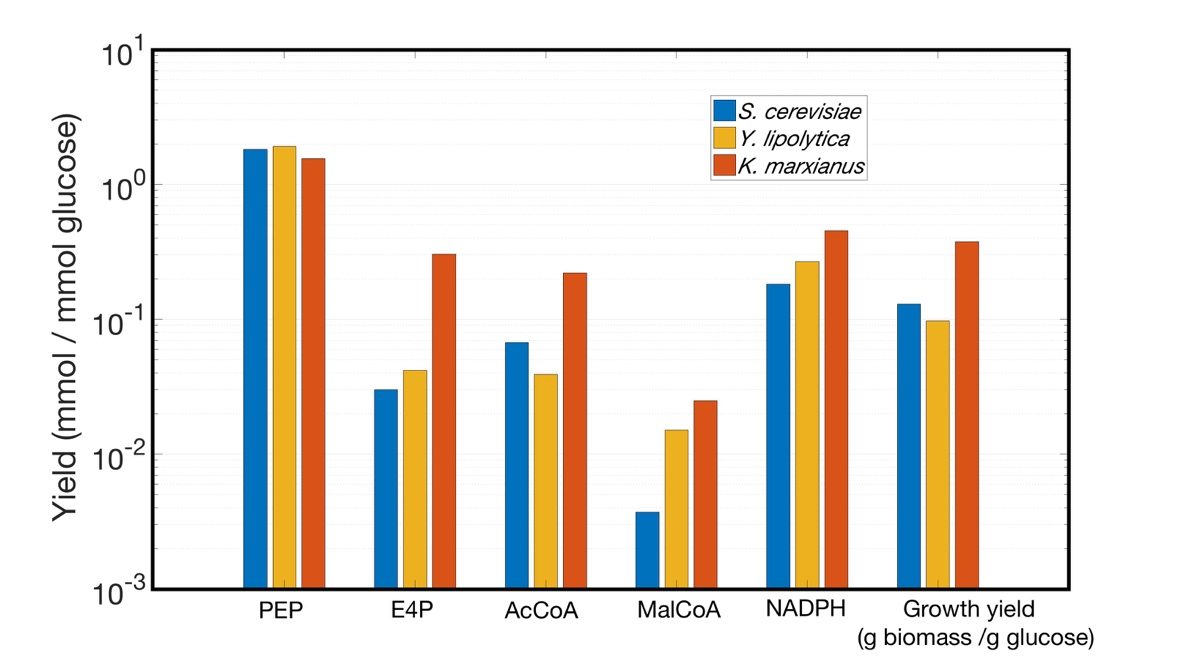 Yield (mmol / mmol glucose)
10^1
10^0
10^-1
10^-2
10^-3
S. cerevisiae
Y. lipolytica
K. marxianus
PEP
E4P
AcCoA
MalCoA
NADPH
Growth yield
(g biomass /g glucose)